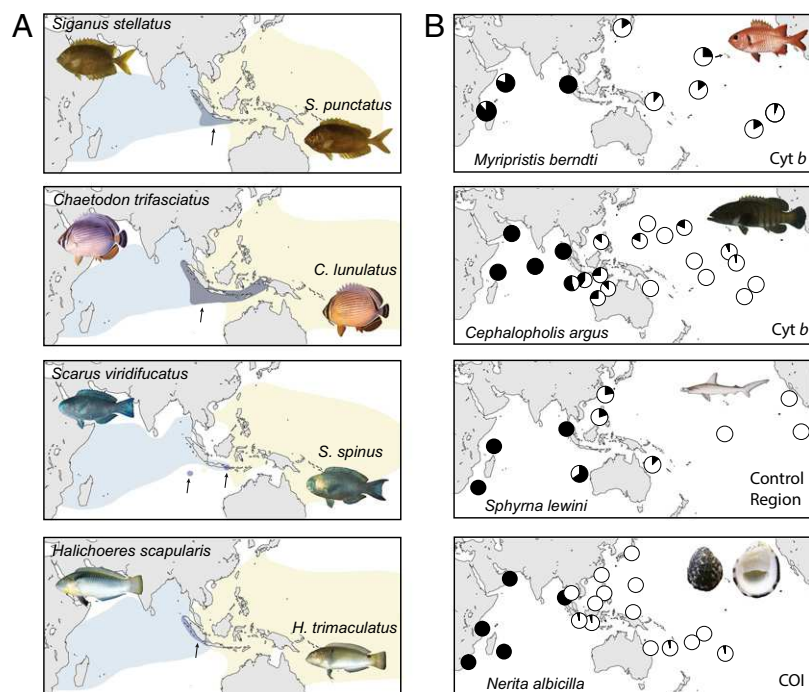 A
Siganus stellatus
S. punctatus
Chaetodon trifasciatus
C. lunulatus
Scarus viridifucatus
S. spinus
Halichoeres scapularis
H. trimaculatus
B
Myripristis berndti
Cyt b
Cephalopholis argus
Cyt b
Control
Region
Sphyrna lewini
Nerita albicilla
COI